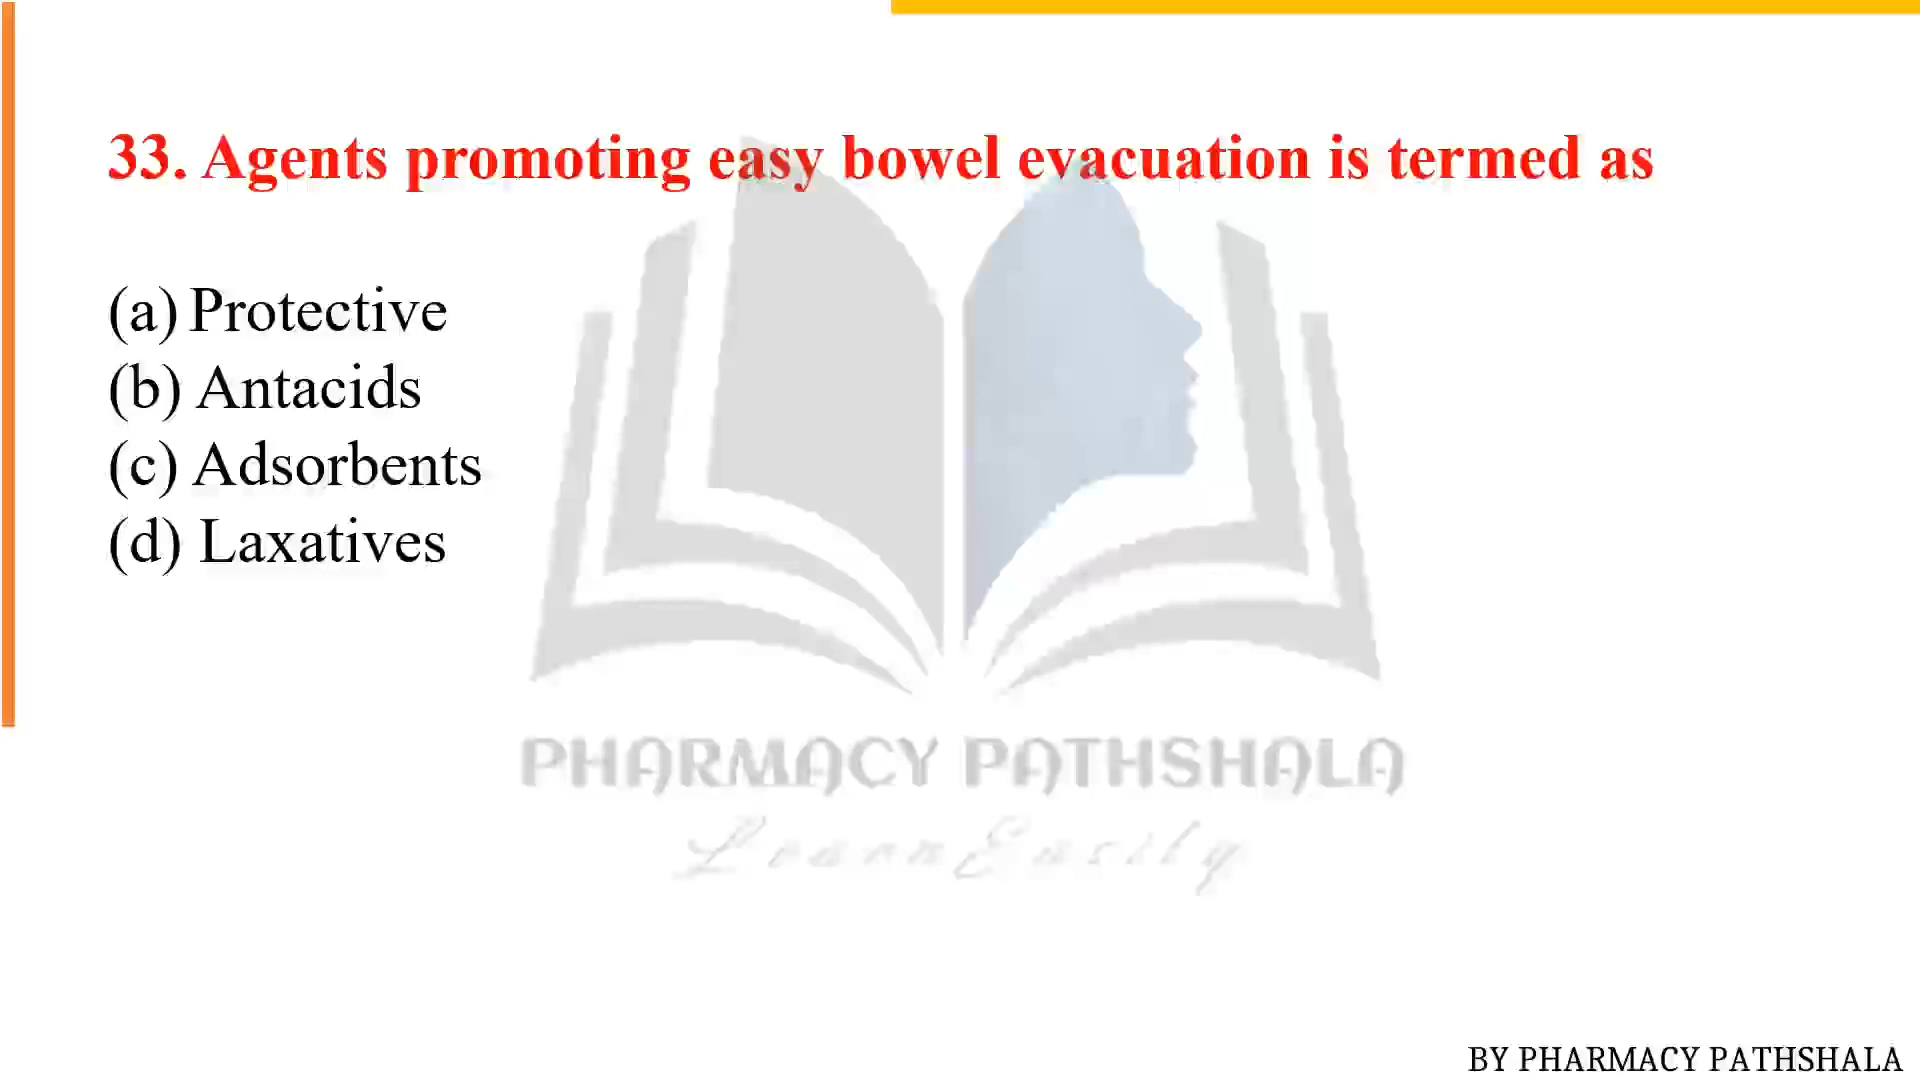 33. Agents promoting easy bowel evacuation is termed as
(a) Protective
(b) Antacids
(c) Adsorbents
(d) Laxatives
PHARMACY PATHSHALA
Learn Easily
BY PHARMACY PATHSHALA